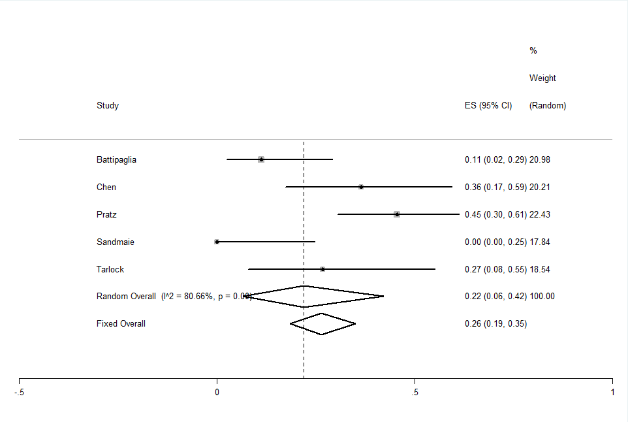 %
Weight
Study ES (95% CI) (Random)
Battipaglia 0.11 (0.02, 0.29) 20.98
Chen 0.36 (0.17, 0.59) 20.21
Pratz 0.45 (0.30, 0.61) 22.43
Sandmaie 0.00 (0.00, 0.25) 17.84
Tarlock 0.27 (0.08, 0.55) 18.54
Random Overall (I^2 = 80.66%, p = 0.00) 0.22 (0.06, 0.42) 100.00
Fixed Overall 0.26 (0.19, 0.35)
-.5 0 .5 1